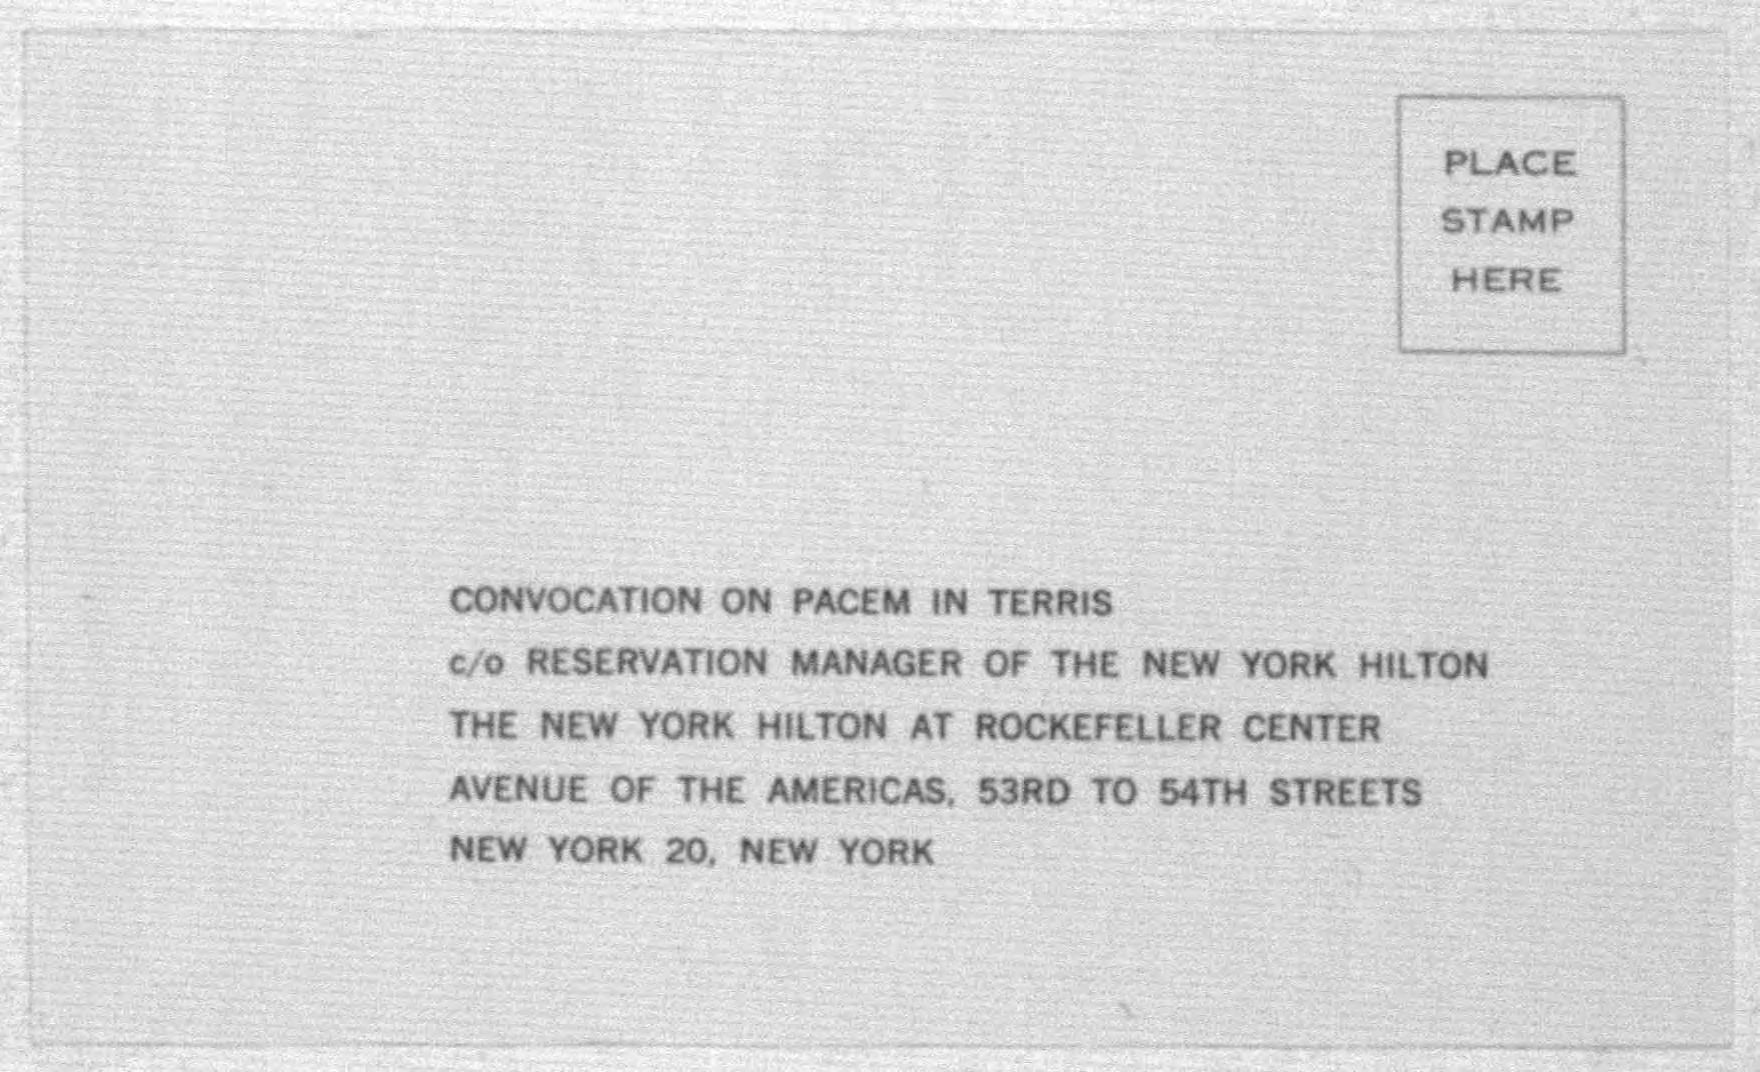 PLACE
STAMP
HERE
CONVOCATION ON PACEM IN TERRIS
c/o RESERVATION MANAGER OF THE NEW YORK HILTON
THE NEW YORK HILTON AT ROCKEFELLER CENTER
AVENUE OF THE AMERICAS, 53RD TO 54TH STREETS
NEW YORK 20, NEW YORK